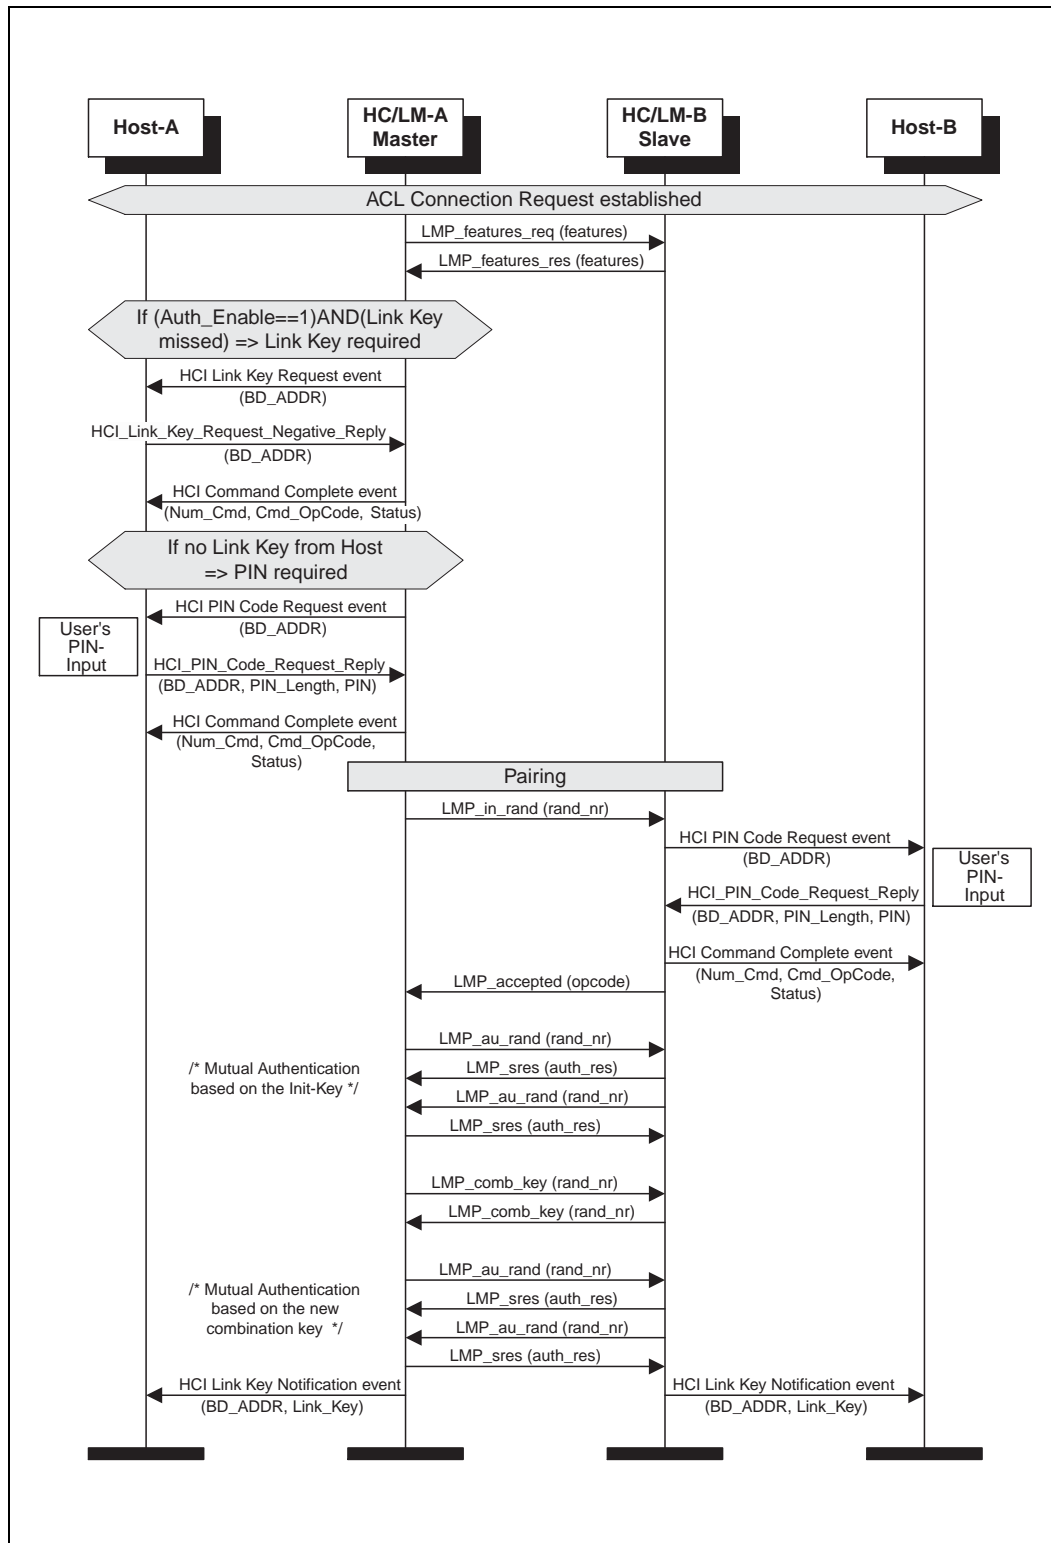 Host-A
HC/LM-A
Master
HC/LM-B
Slave
Host-B
ACL Connection Request established
LMP_features_req (features)
LMP_features_res (features)
If (Auth_Enable==1)AND(Link Key
missed) => Link Key required
HCI Link Key Request event
(BD_ADDR)
HCI_Link_Key_Request_Negative_Reply
(BD_ADDR)
HCI Command Complete event
(Num_Cmd, Cmd_OpCode, Status)
If no Link Key from Host
=> PIN required
HCI PIN Code Request event
(BD_ADDR)
User's
PIN-
Input
HCI_PIN_Code_Request_Reply
(BD_ADDR, PIN_Length, PIN)
HCI Command Complete event
(Num_Cmd, Cmd_OpCode,
Status)
Pairing
LMP_in_rand (rand_nr)
HCI PIN Code Request event
(BD_ADDR)
User's
PIN-
Input
HCI_PIN_Code_Request_Reply
(BD_ADDR, PIN_Length, PIN)
HCI Command Complete event
(Num_Cmd, Cmd_OpCode,
Status)
LMP_accepted (opcode)
LMP_au_rand (rand_nr)
/* Mutual Authentication
based on the Init-Key */
LMP_sres (auth_res)
LMP_au_rand (rand_nr)
LMP_sres (auth_res)
LMP_comb_key (rand_nr)
LMP_comb_key (rand_nr)
LMP_au_rand (rand_nr)
/* Mutual Authentication
based on the new
combination key */
LMP_sres (auth_res)
LMP_au_rand (rand_nr)
LMP_sres (auth_res)
HCI Link Key Notification event
(BD_ADDR, Link_Key)
HCI Link Key Notification event
(BD_ADDR, Link_Key)